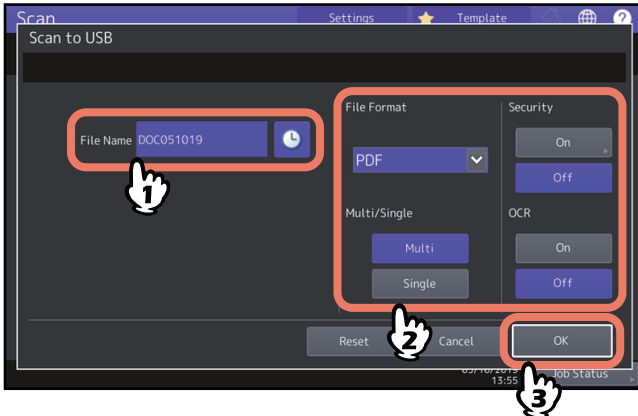 Scan
Settings
Template
?
Scan to USB
File Name DOC051019
1
File Format
PDF
Multi/Single
Multi
Single
Security
On
Off
OCR
On
Off
2
Reset
Cancel
OK
13:55
Job Status
3